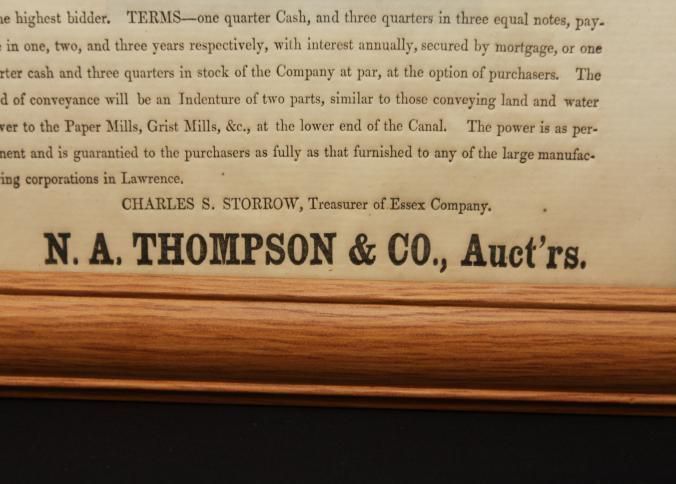 he highest bidder. TERMS—one quarter Cash, and three quarters in three equal notes, pay-
in one, two, and three years respectively, with interest annually, secured by mortgage, or one
rter cash and three quarters in stock of the Company at par, at the option of purchasers. The
d of conveyance will be an Indenture of two parts, similar to those conveying land and water
ver to the Paper Mills, Grist Mills, &c., at the lower end of the Canal. The power is as per-
nent and is guarantied to the purchasers as fully as that furnished to any of the large manufac-
ing corporations in Lawrence.
CHARLES S. STORROW, Treasurer of Essex Company.
N. A. THOMPSON & CO., Auct'rs.